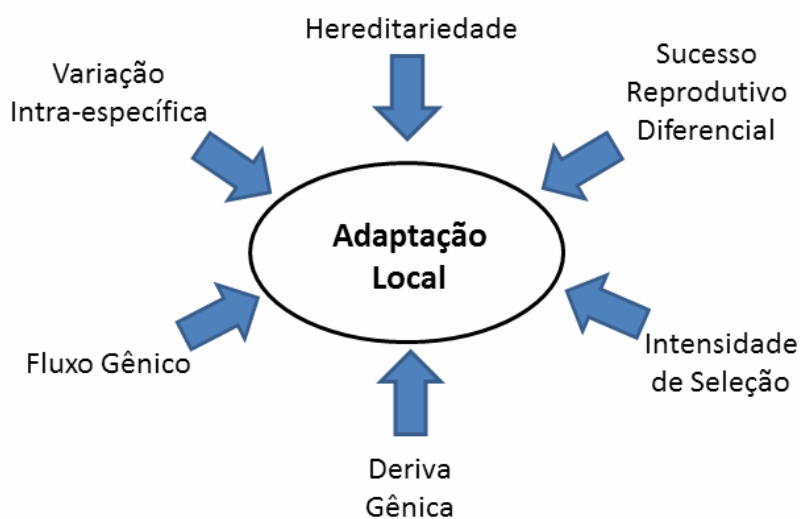 Hereditariedade
Variação
Intra-específica
Sucesso
Reprodutivo
Diferencial
Adaptação
Local
Fluxo Gênico
Intensidade
de Seleção
Deriva
Gênica